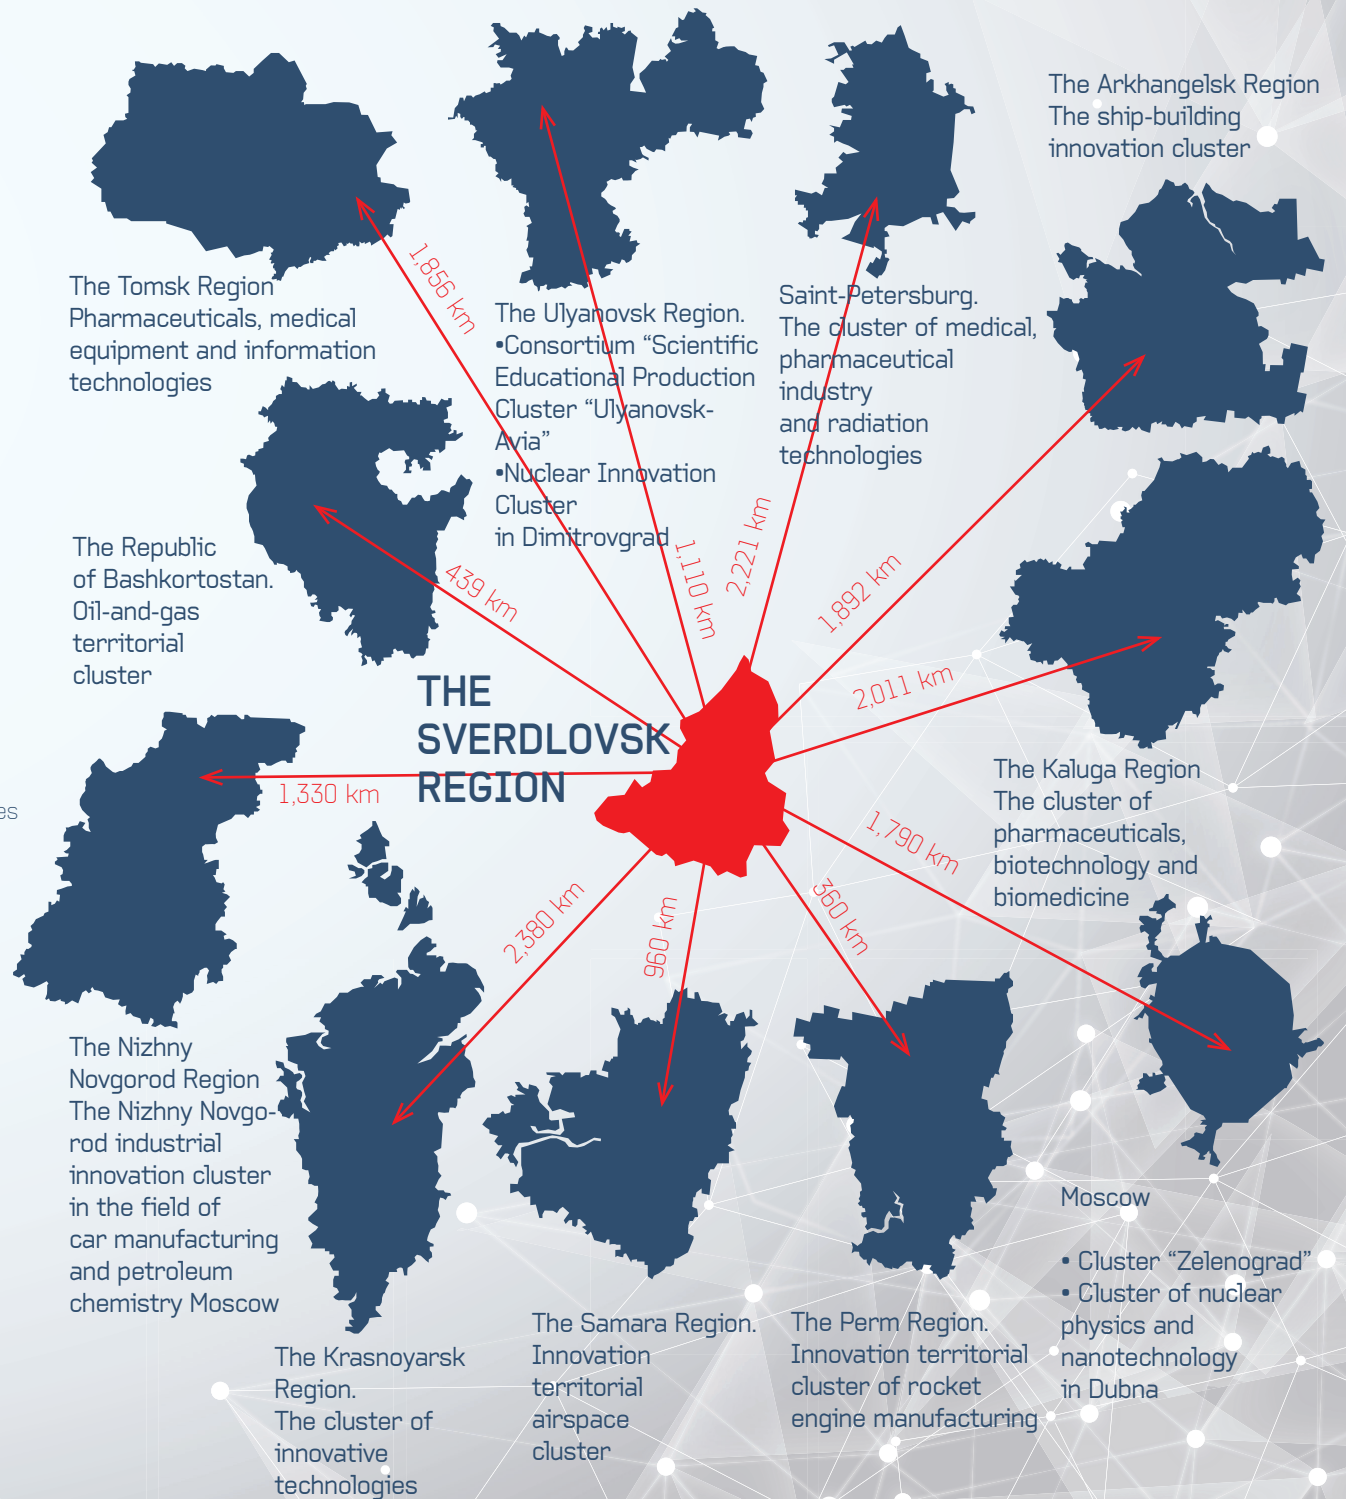 The Arkhangelsk Region
The ship-building
innovation cluster
The Tomsk Region
Pharmaceuticals, medical
equipment and information
technologies
1,856 km
The Ulyanovsk Region.
•Consortium “Scientific
Educational Production
Cluster “Ulyanovsk-
Avia”
•Nuclear Innovation
Cluster
in Dimitrovgrad
1,110 km
Saint-Petersburg.
The cluster of medical,
pharmaceutical
industry
and radiation
technologies
2,221 km
1,892 km
The Republic
of Bashkortostan.
Oil-and-gas
territorial
cluster
439 km
2,011 km
THE
SVERDLOVSK
REGION
1,330 km
The Kaluga Region
The cluster of
pharmaceuticals,
biotechnology and
biomedicine
es
1,790 km
2,380 km
960 km
360 km
The Nizhny
Novgorod Region
The Nizhny Novgo-
rod industrial
innovation cluster
in the field of
car manufacturing
and petroleum
chemistry Moscow
The Krasnoyarsk
Region.
The cluster of
innovative
technologies
The Samara Region.
Innovation
territorial
airspace
cluster
The Perm Region.
Innovation territorial
cluster of rocket
engine manufacturing
Moscow
• Cluster “Zelenograd”
• Cluster of nuclear
physics and
nanotechnology
in Dubna